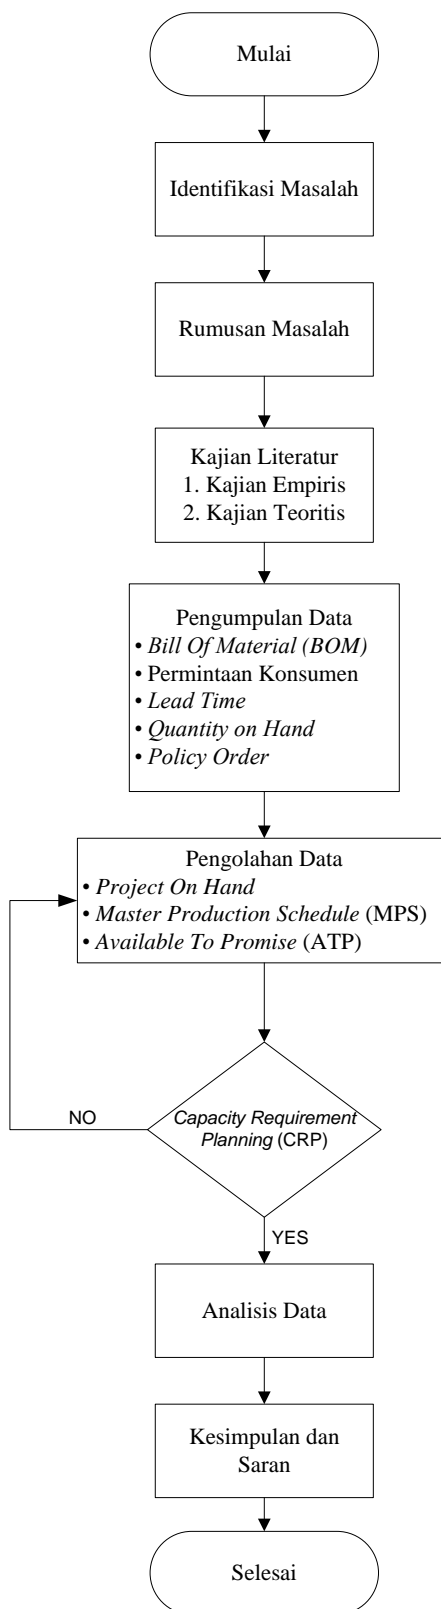 Mulai
Identifikasi Masalah
Rumusan Masalah
Kajian Literatur
1. Kajian Empiris
2. Kajian Teoritis
Pengumpulan Data
• Bill Of Material (BOM)
• Permintaan Konsumen
• Lead Time
• Quantity on Hand
• Policy Order
Pengolahan Data
• Project On Hand
• Master Production Schedule (MPS)
• Available To Promise (ATP)
NO
Capacity Requirement
Planning (CRP)
YES
Analisis Data
Kesimpulan dan
Saran
Selesai